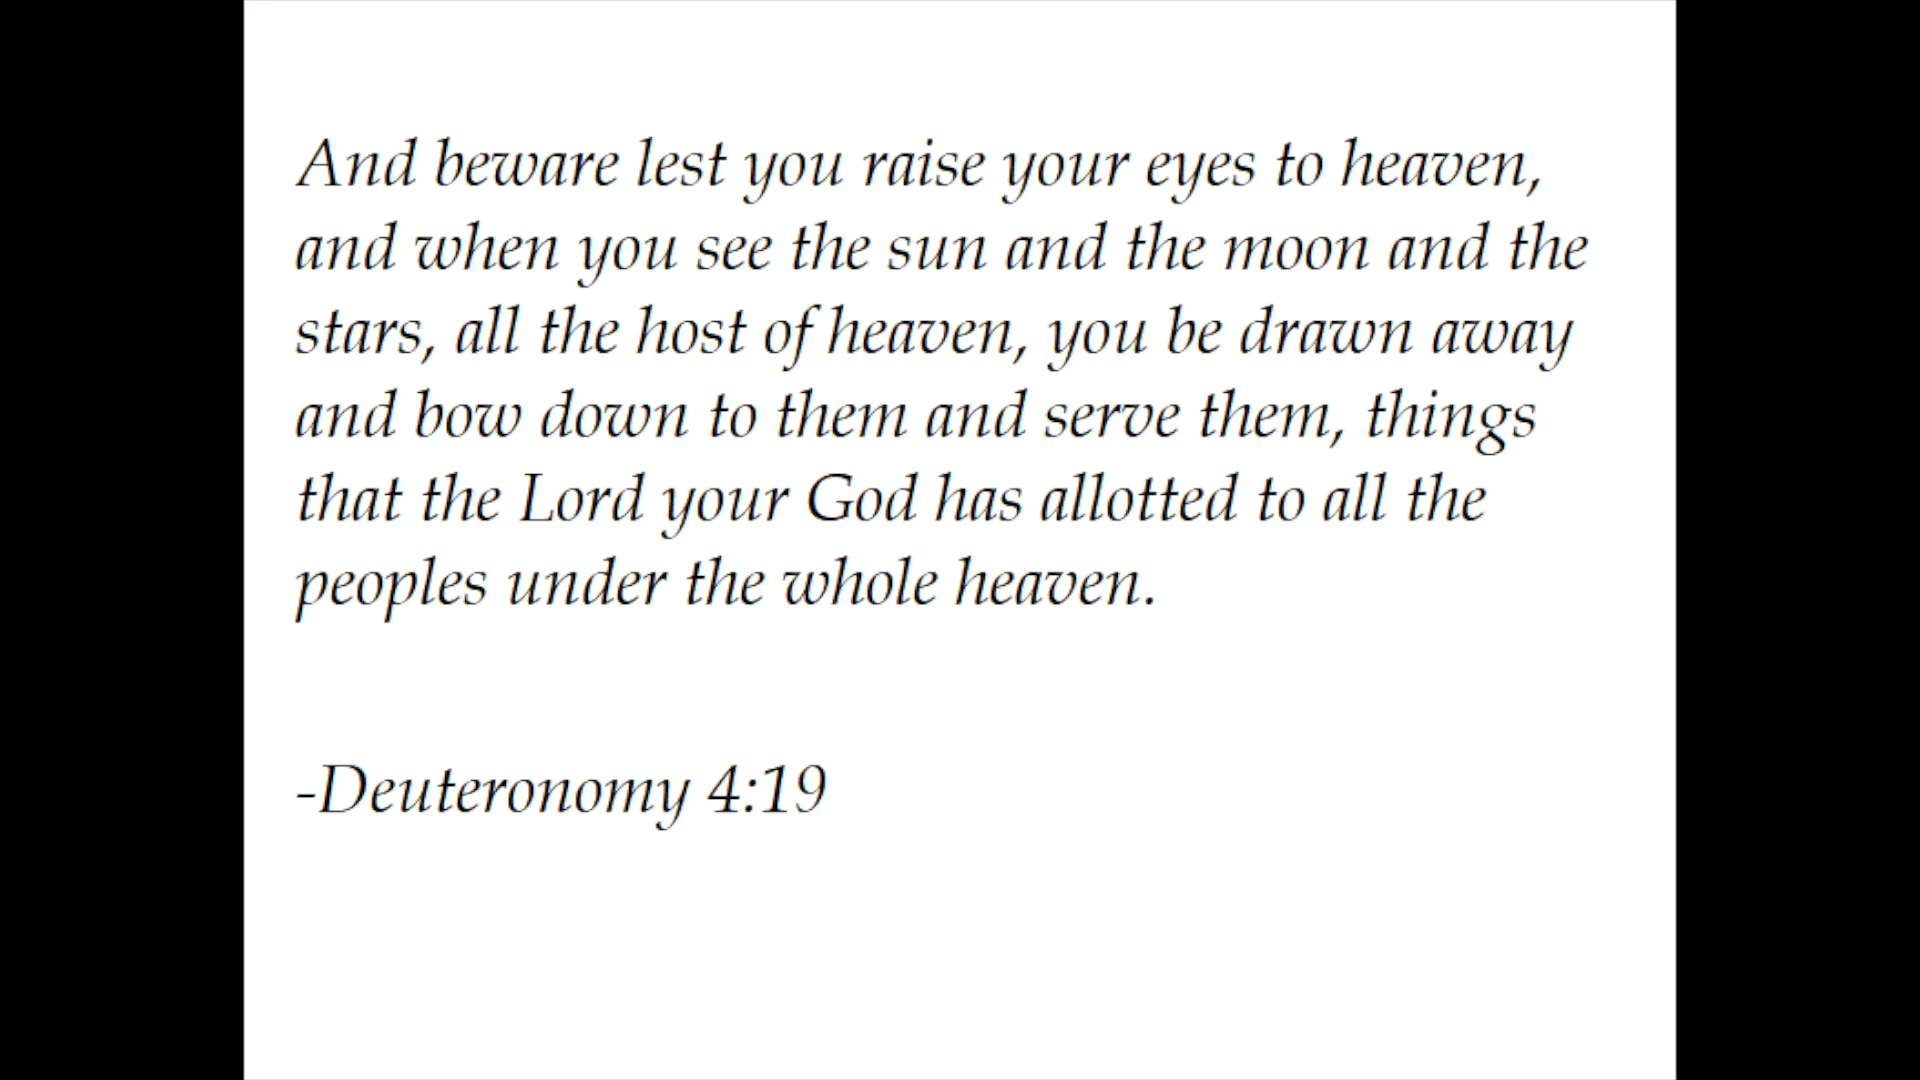 And beware lest you raise your eyes to heaven,
and when you see the sun and the moon and the
stars, all the host of heaven, you be drawn away
and bow down to them and serve them, things
that the Lord your God has allotted to all the
peoples under the whole heaven.
-Deuteronomy 4:19